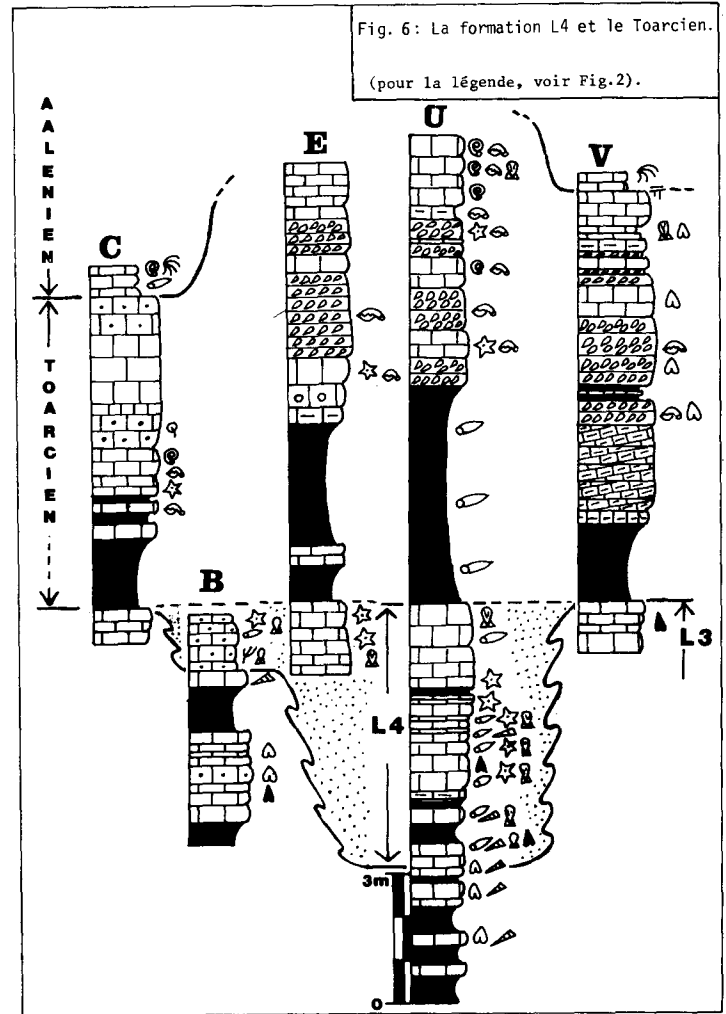 Fig. 6: La formation L4 et le Toarcien.
(pour la légende, voir Fig.2).
AALENIEN
TOARCIEN
C
E
U
V
B
L4
L3
3m
0